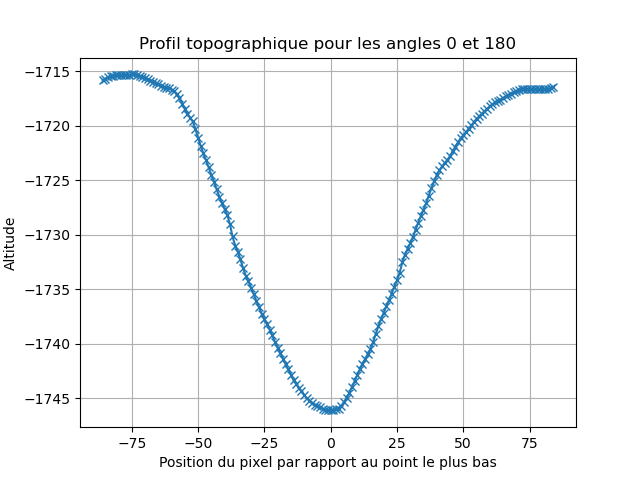 Profil topographique pour les angles 0 et 180
−1715
−1720
−1725
−1730
−1735
−1740
−1745
Altitude
−75 −50 −25 0 25 50 75
Position du pixel par rapport au point le plus bas